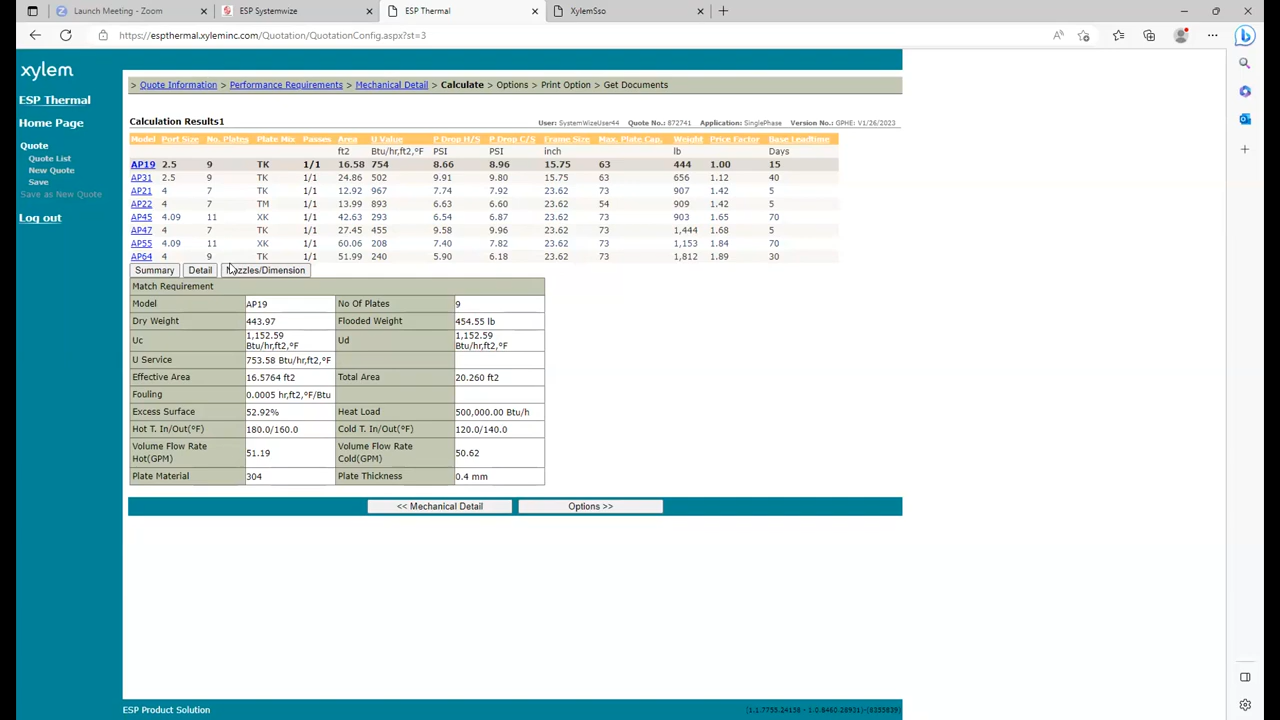 Launch Meeting - Zoom
ESP Systemwize
ESP Thermal
XylemSso
https://espthermal.xyleminc.com/Quotation/QuotationConfig.aspx?st=3
xylem
ESP Thermal
Home Page
Quote
Quote List
New Quote
Save
Save as New Quote
Log out
> Quote Information > Performance Requirements > Mechanical Detail > Calculate > Options > Print Option > Get Documents
Calculation Results1
User: SystemWizeUser44 Quote No.: 872741 Application: SinglePhase Version No.: GPHE: V1/26/2023
Model Port Size No. Plates Plate Mix Passes Area U Value P Drop H/S P Drop C/S Frame Size Max. Plate Cap. Weight Price Factor Base Leadtime
ft2 Btu/hr,ft2,°F PSI PSI inch lb Days
AP19 2.5 9 TK 1/1 16.58 754 8.66 8.96 15.75 63 444 1.00 15
AP31 2.5 9 TK 1/1 24.86 502 9.91 9.80 15.75 63 656 1.12 40
AP21 4 7 TK 1/1 12.92 967 7.74 7.92 23.62 73 907 1.42 5
AP22 4 7 TM 1/1 13.99 893 6.63 6.60 23.62 54 909 1.42 5
AP45 4.09 11 XK 1/1 42.63 293 6.54 6.87 23.62 73 903 1.65 70
AP47 4 7 TK 1/1 27.45 455 9.58 9.96 23.62 73 1,444 1.68 5
AP55 4.09 11 XK 1/1 60.06 208 7.40 7.82 23.62 73 1,153 1.84 70
AP64 4 9 TK 1/1 51.99 240 5.90 6.18 23.62 73 1,812 1.89 30
Summary Detail Nozzles/Dimension
Match Requirement
Model AP19 No Of Plates 9
Dry Weight 443.97 Flooded Weight 454.55 lb
Uc 1,152.59 Btu/hr,ft2,°F Ud 1,152.59 Btu/hr,ft2,°F
U Service 753.58 Btu/hr,ft2,°F
Effective Area 16.5764 ft2 Total Area 20.260 ft2
Fouling 0.0005 hr,ft2,°F/Btu
Excess Surface 52.92% Heat Load 500,000.00 Btu/h
Hot T. In/Out(°F) 180.0/160.0 Cold T. In/Out(°F) 120.0/140.0
Volume Flow Rate Hot(GPM) 51.19 Volume Flow Rate Cold(GPM) 50.62
Plate Material 304 Plate Thickness 0.4 mm
<< Mechanical Detail Options >>
ESP Product Solution